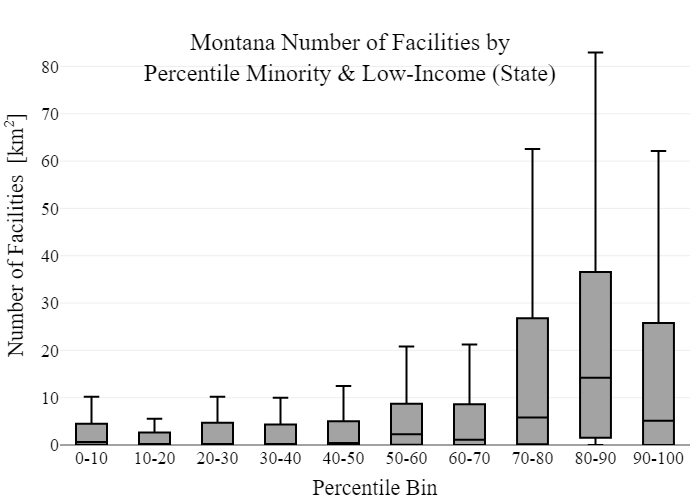 Montana Number of Facilities by
Percentile Minority & Low-Income (State)
Number of Facilities [km²]
80
70
60
50
40
30
20
10
0
0-10 10-20 20-30 30-40 40-50 50-60 60-70 70-80 80-90 90-100
Percentile Bin